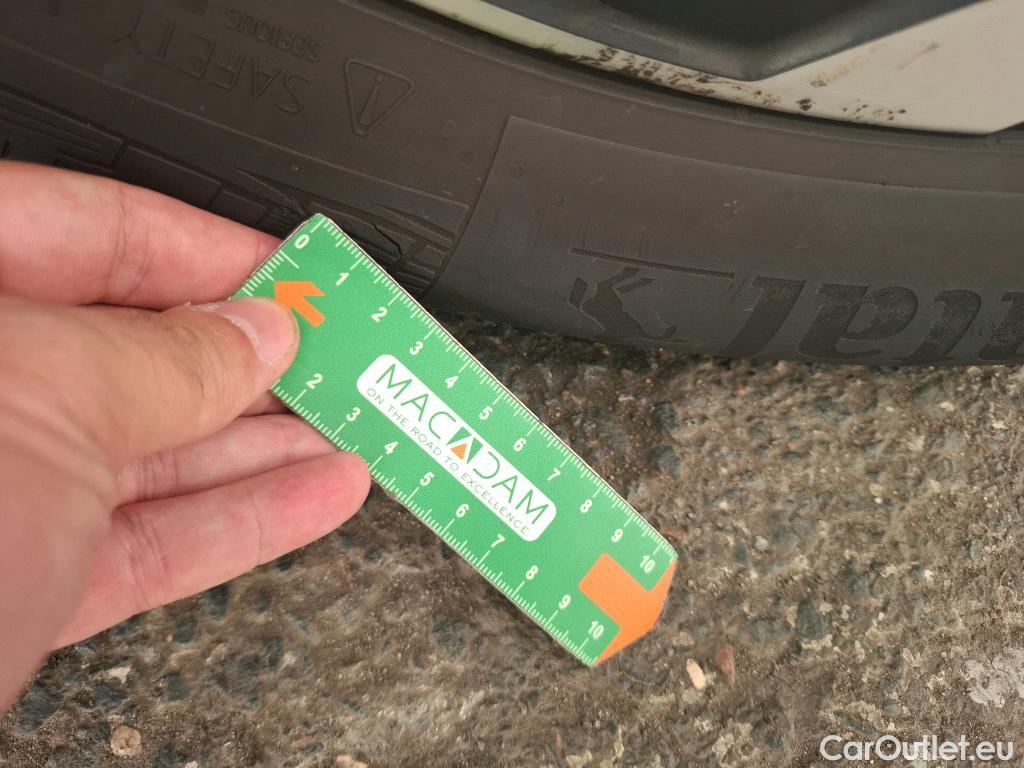 SAFETY
SERIOUS
0 1 2 3 4 5 6 7 8 9 10
MACADAM
ON THE ROAD TO EXCELLENCE
2 3 4 5 6 7 8 9 10
CarOutlet.eu